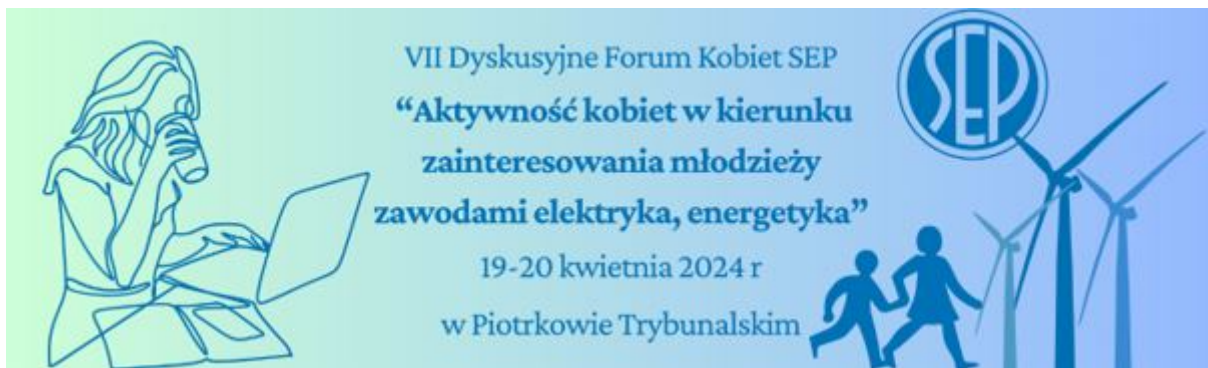 VII Dyskusyjne Forum Kobiet SEP
“Aktywność kobiet w kierunku
zainteresowania młodzieży
zawodami elektryka, energetyka”
19-20 kwietnia 2024 r
w Piotrkowie Trybunalskim
SEP